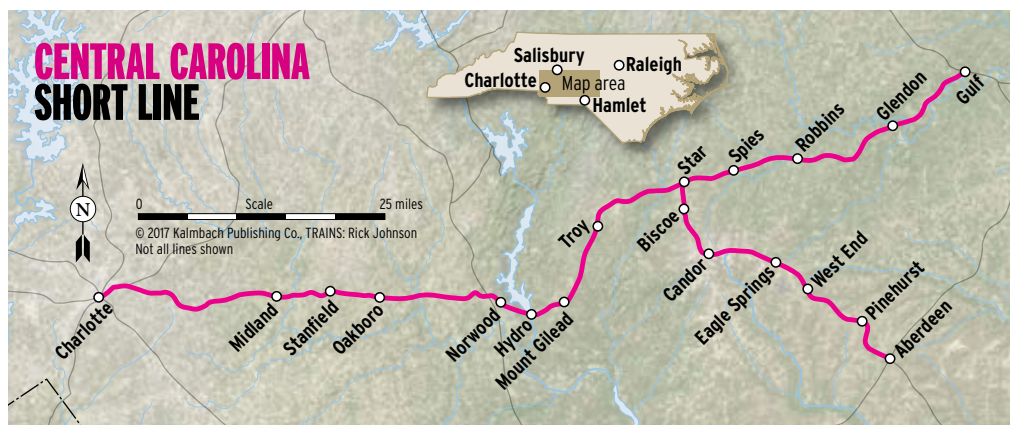 CENTRAL CAROLINA
SHORT LINE
Salisbury
Raleigh
Charlotte
Map area
Hamlet
N
0 Scale 25 miles
© 2017 Kalmbach Publishing Co., TRAINS: Rick Johnson
Not all lines shown
Charlotte
Midland
Stanfield
Oakboro
Norwood
Hydro
Mount Gilead
Troy
Star
Spies
Robbins
Glendon
Gulf
Biscoe
Candor
Eagle Springs
West End
Pinehurst
Aberdeen